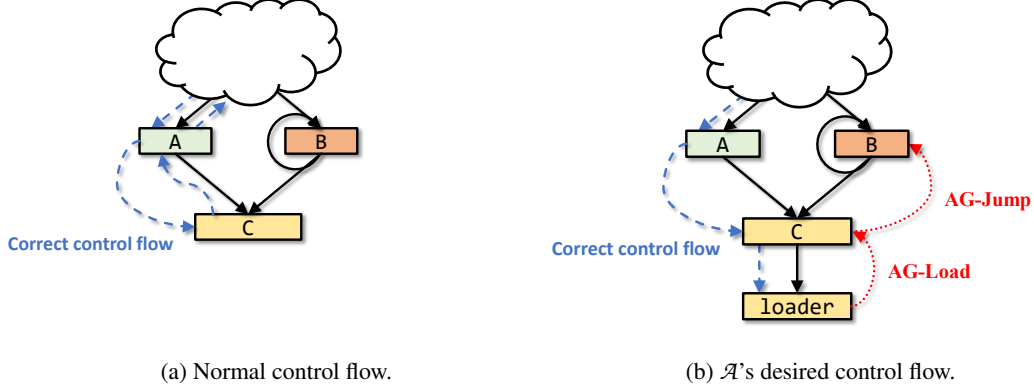 A
B
C
Correct control flow
(a) Normal control flow.
A
B
C
loader
Correct control flow
AG-Jump
AG-Load
(b) 𝒜's desired control flow.